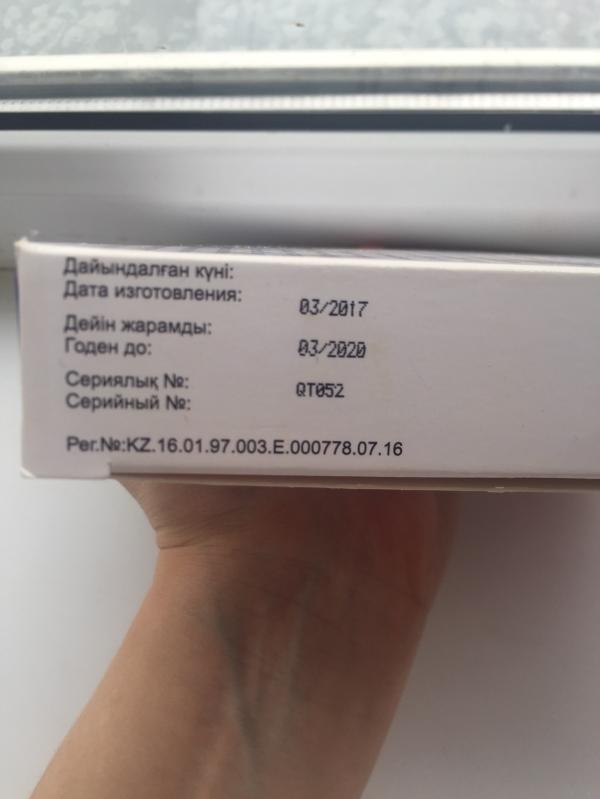 Дайындалған күні:
Дата изготовления:
03/2017
Дейін жарамды:
Годен до:
03/2020
Сериялық №:
Серийный №:
QT052
Рег.№:KZ.16.01.97.003.E.000778.07.16